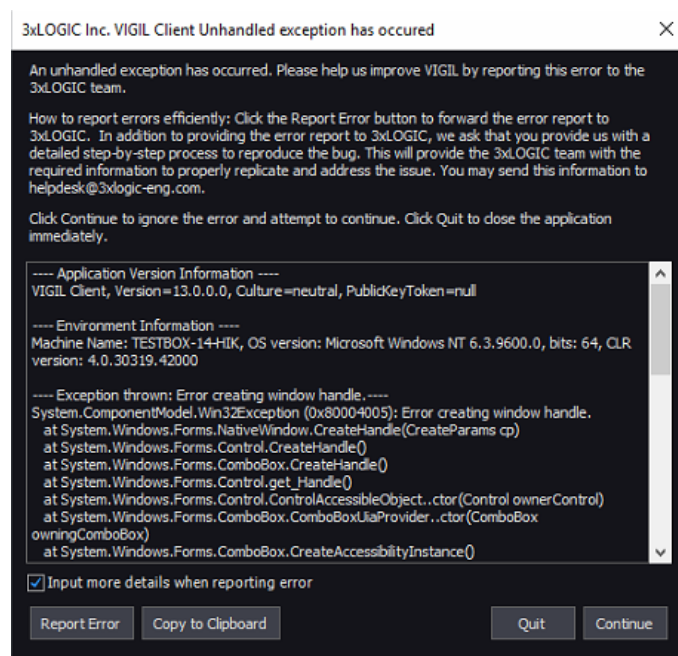 3xLOGIC Inc. VIGIL Client Unhandled exception has occured
An unhandled exception has occurred. Please help us improve VIGIL by reporting this error to the
3xLOGIC team.
How to report errors efficiently: Click the Report Error button to forward the error report to
3xLOGIC.  In addition to providing the error report to 3xLOGIC, we ask that you provide us with a
detailed step-by-step process to reproduce the bug. This will provide the 3xLOGIC team with the
required information to properly replicate and address the issue. You may send this information to
helpdesk@3xlogic-eng.com.
Click Continue to ignore the error and attempt to continue. Click Quit to close the application
immediately.
---- Application Version Information ----
VIGIL Client, Version=13.0.0.0, Culture=neutral, PublicKeyToken=null
---- Environment Information ----
Machine Name: TESTBOX-14-HIK, OS version: Microsoft Windows NT 6.3.9600.0, bits: 64, CLR
version: 4.0.30319.42000
---- Exception thrown: Error creating window handle.----
System.ComponentModel.Win32Exception (0x80004005): Error creating window handle.
at System.Windows.Forms.NativeWindow.CreateHandle(CreateParams cp)
at System.Windows.Forms.Control.CreateHandle()
at System.Windows.Forms.ComboBox.CreateHandle()
at System.Windows.Forms.Control.get_Handle()
at System.Windows.Forms.Control.ControlAccessibleObject..ctor(Control ownerControl)
at System.Windows.Forms.ComboBox.ComboBoxUiaProvider..ctor(ComboBox
owningComboBox)
at System.Windows.Forms.ComboBox.CreateAccessibilityInstance()
Input more details when reporting error
Report Error Copy to Clipboard Quit Continue